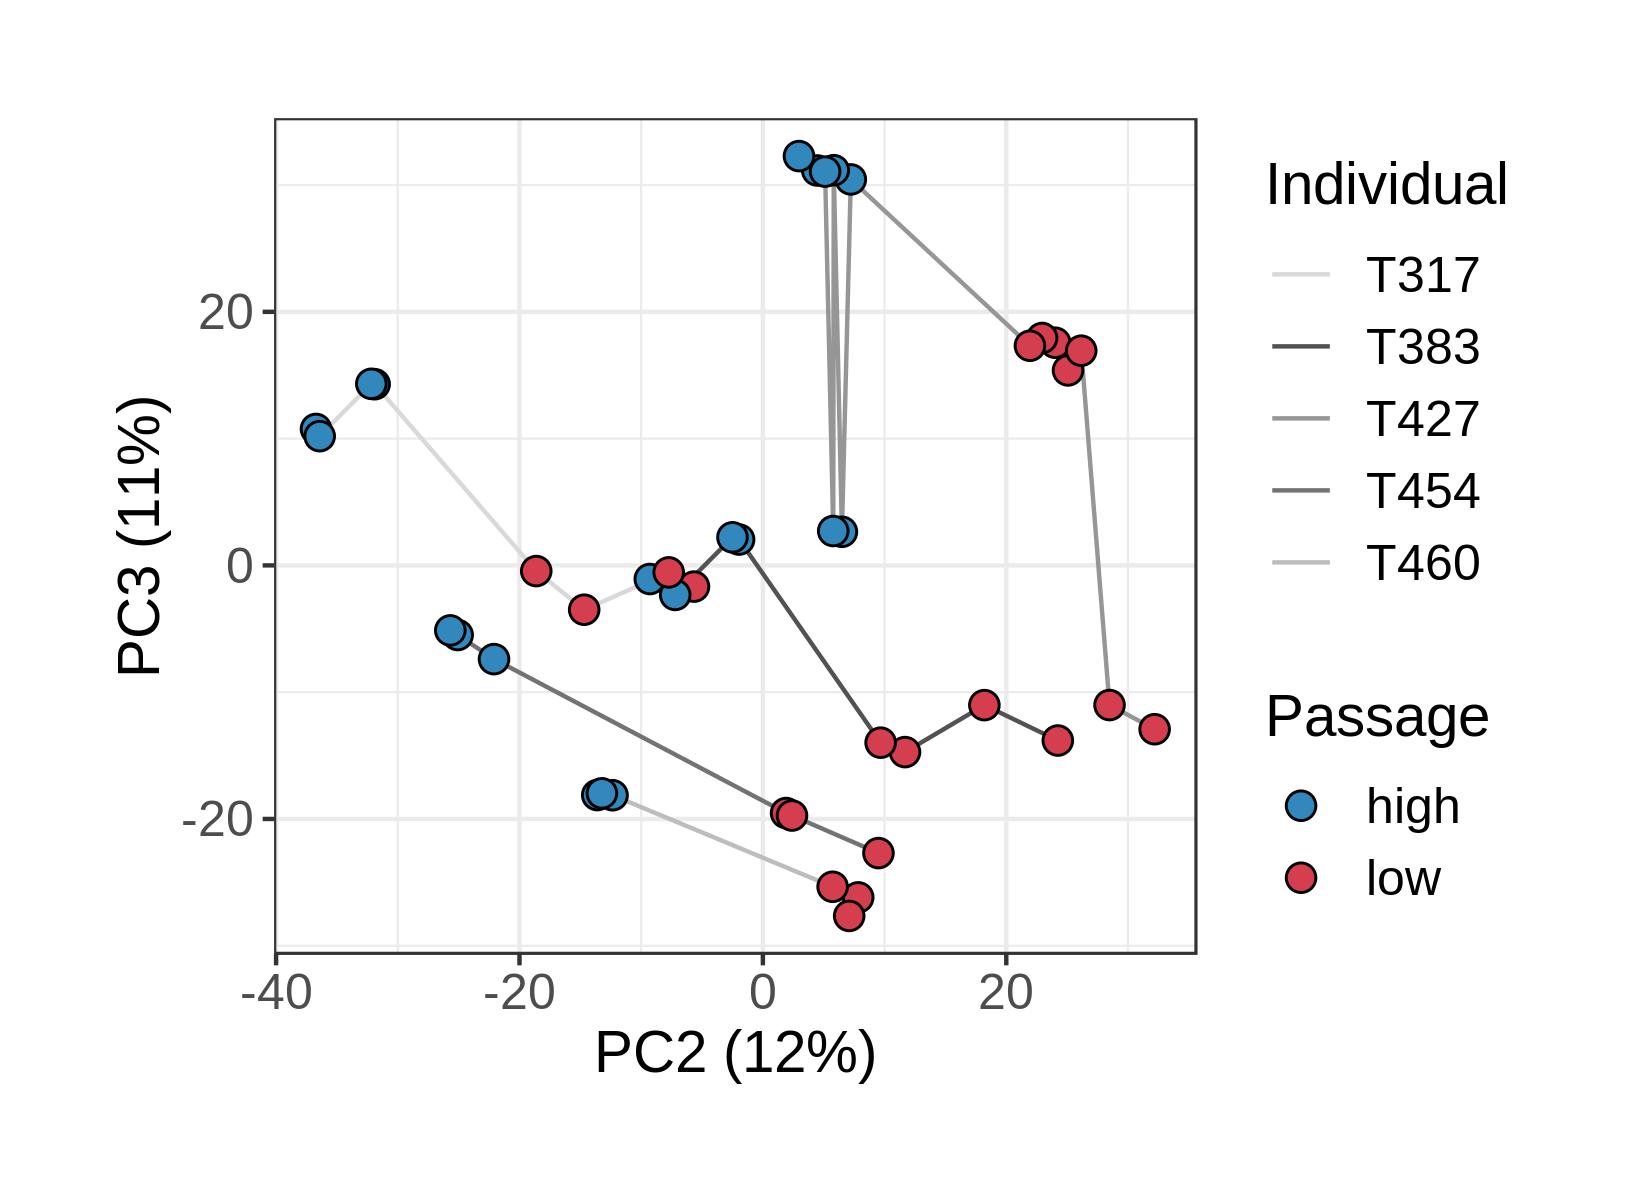 20
0
-20
-40
-20
0
20
PC3 (11%)
PC2 (12%)
Individual
T317
T383
T427
T454
T460
Passage
high
low